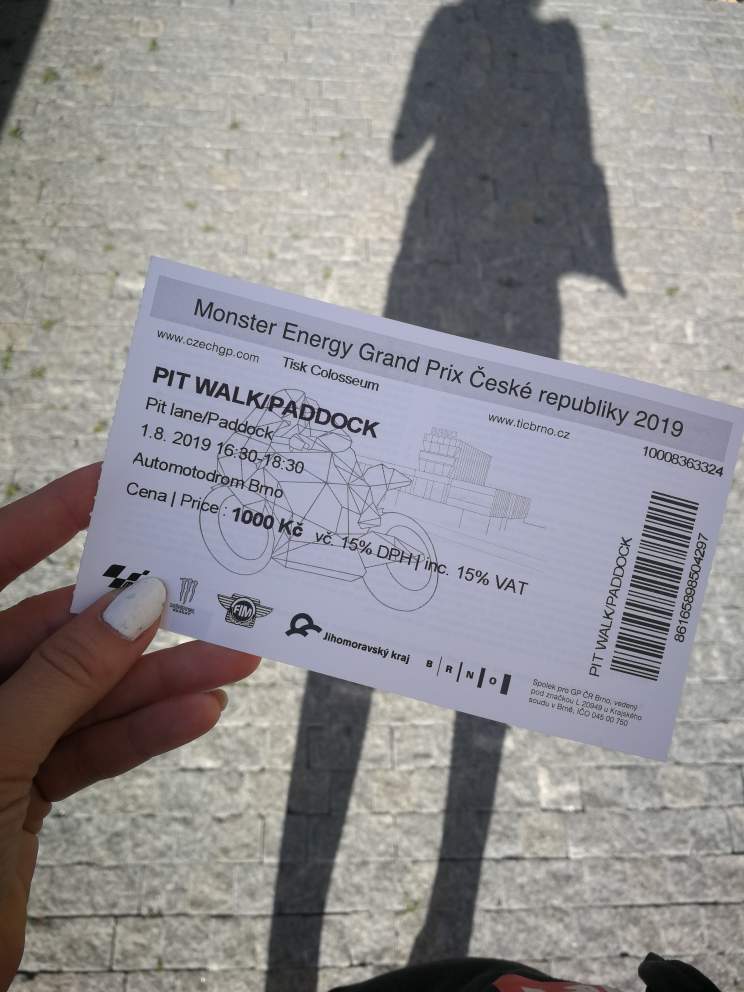 Monster Energy Grand Prix České republiky 2019
www.czechgp.com
Tisk Colosseum
www.ticbrno.cz
10008363324
PIT WALK/PADDOCK
Pit lane/Paddock
1.8. 2019 16:30-18:30
Automotodrom Brno
Cena | Price : 1000 Kč vč. 15% DPH | inc. 15% VAT
FIM
Jihomoravský kraj
B | R | N | O
Spolek pro GP ČR Brno, vedený
pod značkou L 20949 u Krajského
soudu v Brně, IČO 045 00 750
PIT WALK/PADDOCK
86165898504297